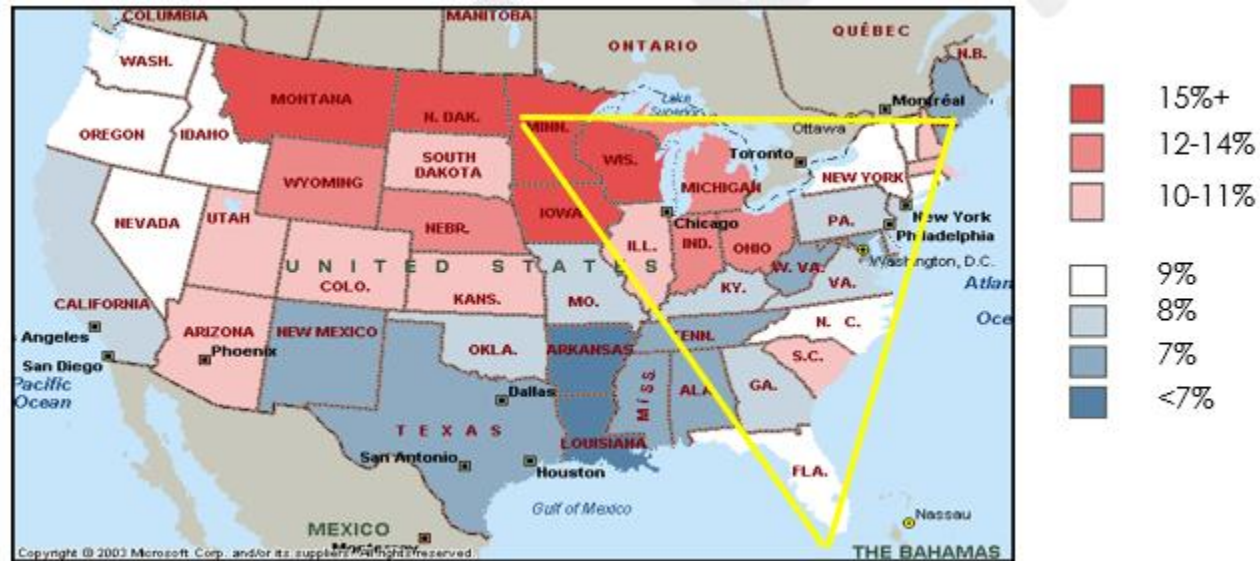 COLUMBIA
MANITOBA
ONTARIO
QUÉBEC
N.B.
WASH.
MONTANA
N. DAK.
MINN.
Lake
Superior
Ottawa
Montréal
OREGON
IDAHO
SOUTH
DAKOTA
WIS.
Toronto
WYOMING
MICHIGAN
NEW YORK
NEVADA
UTAH
NEBR.
IOWA
Chicago
PA.
New York
Philadelphia
ILL.
IND.
OHIO
Washington, D.C.
UNITED STATES
COLO.
KANS.
MO.
W. VA.
KY.
VA.
Atlan
Oce
CALIFORNIA
Angeles
San Diego
Pacific
Ocean
ARIZONA
Phoenix
NEW MEXICO
OKLA.
ARKANSAS
TENN.
N. C.
S.C.
Dallas
MISS.
ALA
GA.
TEXAS
LOUISIANA
San Antonio
Houston
FLA.
Gulf of Mexico
Nassau
MEXICO
Monterrey
THE BAHAMAS
Copyright © 2003 Microsoft Corp. and/or its suppliers. All rights reserved.
15%+
12-14%
10-11%
9%
8%
7%
<7%